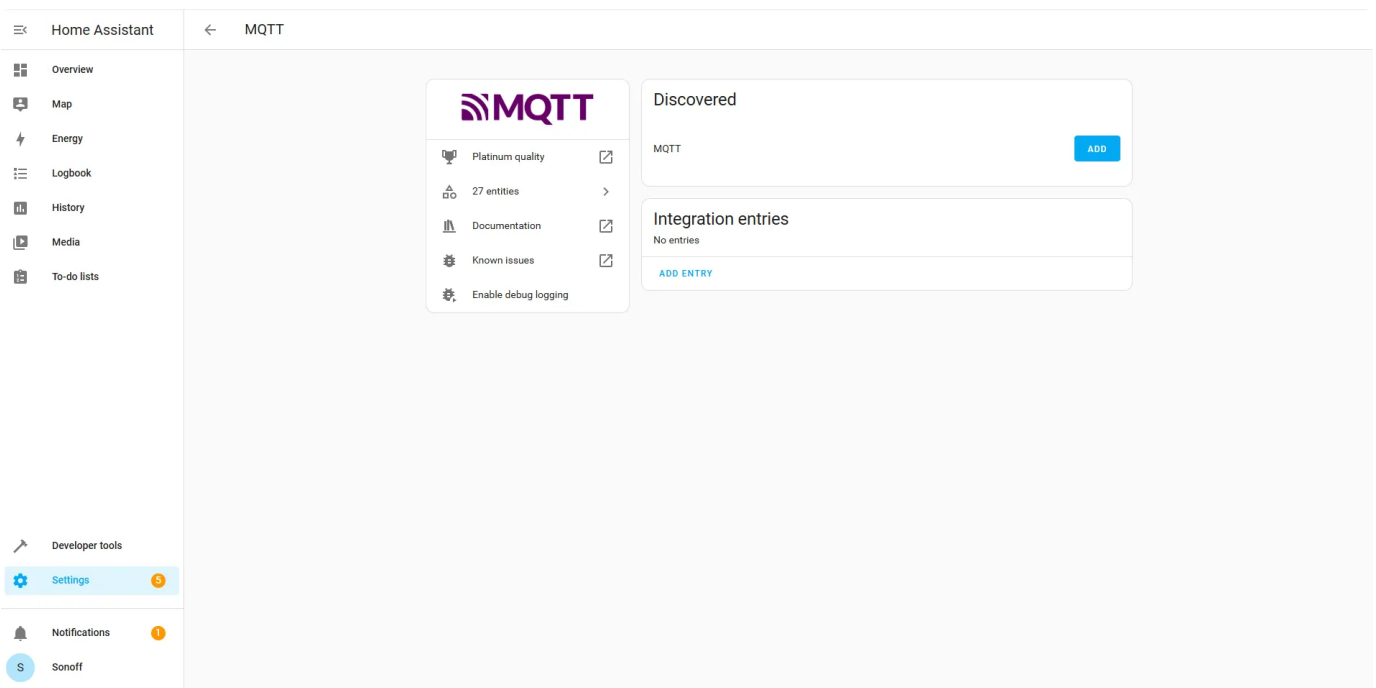 Home Assistant
MQTT
Overview
Map
Energy
Logbook
History
Media
To-do lists
Developer tools
Settings
5
Notifications
1
S
Sonoff
MQTT
Platinum quality
27 entities
Documentation
Known issues
Enable debug logging
Discovered
MQTT
ADD
Integration entries
No entries
ADD ENTRY